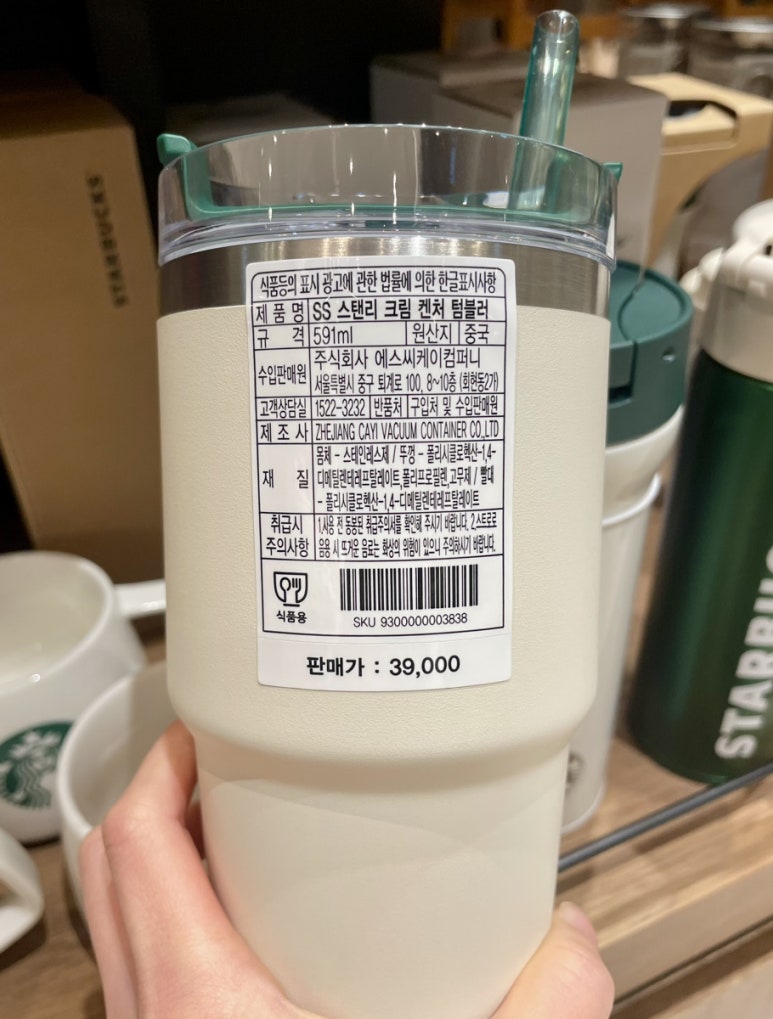 STARBUCKS
식품등의 표시 광고에 관한 법률에 의한 한글표시사항
제 품 명 SS 스탠리 크림 켄처 텀블러
규 격 591ml 원산지 중국
수입판매원 주식회사 에스씨케이컴퍼니
서울특별시 중구 퇴계로 100, 8~10층 (회현동2가)
고객상담실 1522-3232 반품처 구입처 및 수입판매원
제 조 사 ZHEJIANG CAYI VACUUM CONTAINER CO.,LTD
재 질 몸체 - 스테인레스제 / 뚜껑 - 폴리시클로헥산-1,4-
디메틸렌테레프탈레이트,폴리프로필렌,고무제 / 빨대
- 폴리시클로헥산-1,4-디메틸렌테레프탈레이트
취급시 주의사항 1.사용 전 동봉된 취급주의서를 확인해 주시기 바랍니다. 2.스트로로
음용 시 뜨거운 음료는 화상의 위험이 있으니 주의하시기 바랍니다.
식품용
SKU 9300000003838
판매가 : 39,000
STARBUC